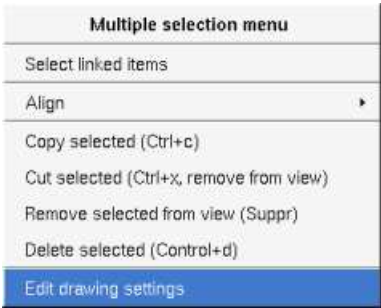 Multiple selection menu
Select linked items
Align
Copy selected (Ctrl+c)
Cut selected (Ctrl+x, remove from view)
Remove selected from view (Suppr)
Delete selected (Control+d)
Edit drawing settings